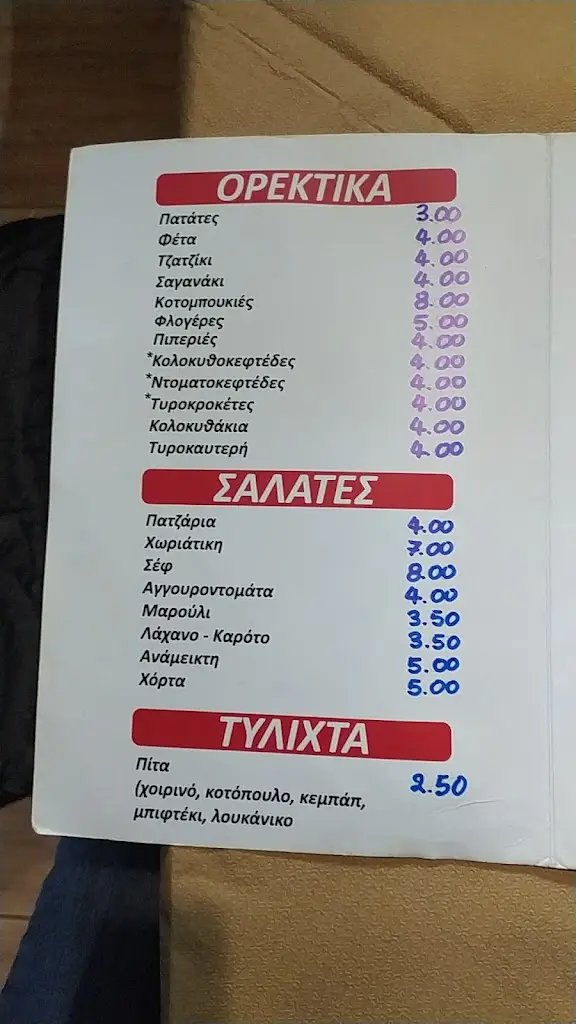 ΟΡΕΚΤΙΚΑ
Πατάτες 3.00
Φέτα 4.00
Τζατζίκι 4.00
Σαγανάκι 4.00
Κοτομπουκιές 8.00
Φλογέρες 5.00
Πιπεριές 4.00
*Κολοκυθοκεφτέδες 4.00
*Ντοματοκεφτέδες 4.00
*Τυροκροκέτες 4.00
Κολοκυθάκια 4.00
Τυροκαυτερή 4.00
ΣΑΛΑΤΕΣ
Πατζάρια 4.00
Χωριάτικη 7.00
Σέφ 8.00
Αγγουροντομάτα 4.00
Μαρούλι 3.50
Λάχανο - Καρότο 3.50
Ανάμεικτη 5.00
Χόρτα 5.00
ΤΥΛΙΧΤΑ
Πίτα 2.50
(χοιρινό, κοτόπουλο, κεμπάπ,
μπιφτέκι, λουκάνικο